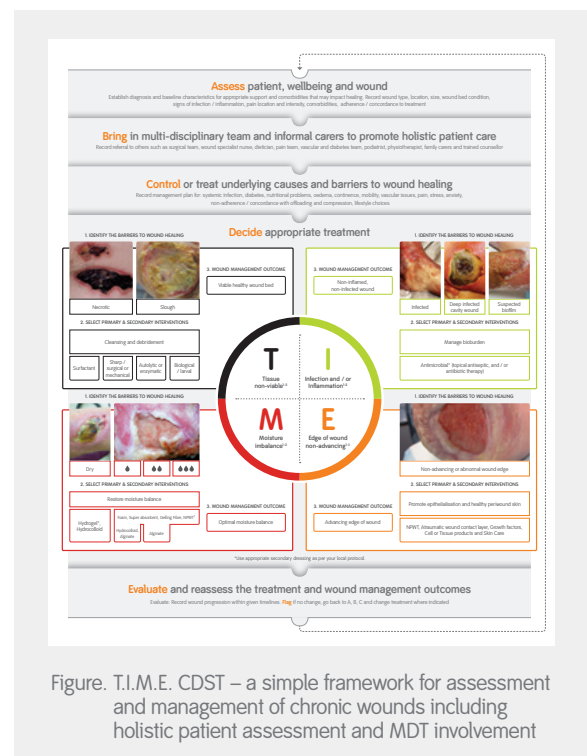 Assess patient, wellbeing and wound
Establish diagnosis and baseline characteristics for appropriate support and comorbidities that may impact healing. Record wound type, location, size, wound bed condition,
signs of infection / inflammation, pain location and intensity, comorbidities, adherence / concordance to treatment
Bring in multi-disciplinary team and informal carers to promote holistic patient care
Record referral to others such as surgical team, wound specialist nurse, dietician, pain team, vascular and diabetes team, podiatrist, physiotherapist, family carers and trained counsellor
Control or treat underlying causes and barriers to wound healing
Record management plan for: systemic infection, diabetes, nutritional problems, oedema, continence, mobility, vascular issues, pain, stress, anxiety,
non-adherence / concordance with offloading and compression, lifestyle choices
Decide appropriate treatment
1. IDENTIFY THE BARRIERS TO WOUND HEALING
Necrotic
Slough
2. SELECT PRIMARY & SECONDARY INTERVENTIONS
Cleansing and debridement
Surfactant
Sharp /
surgical or
mechanical
Autolytic or
enzymatic
Biological
/ larval
3. WOUND MANAGEMENT OUTCOME
Viable healthy wound bed
3. WOUND MANAGEMENT OUTCOME
Non-inflamed,
non-infected wound
1. IDENTIFY THE BARRIERS TO WOUND HEALING
Infected
Deep infected
cavity wound
Suspected
biofilm
2. SELECT PRIMARY & SECONDARY INTERVENTIONS
Manage bioburden
Antimicrobial* (topical antiseptic, and / or
antibiotic therapy)
T
Tissue
non-viable
I
Infection and / or
Inflammation
M
Moisture
imbalance
E
Edge of wound
non-advancing
1. IDENTIFY THE BARRIERS TO WOUND HEALING
Dry
2. SELECT PRIMARY & SECONDARY INTERVENTIONS
Restore moisture balance
Hydrogel*,
Hydrocolloid
Foam, Super absorbent, Gelling fibre, NPWT*
Hydrocolloid,
alginate
Alginate
3. WOUND MANAGEMENT OUTCOME
Optimal moisture balance
3. WOUND MANAGEMENT OUTCOME
Advancing edge of wound
1. IDENTIFY THE BARRIERS TO WOUND HEALING
Non-advancing or abnormal wound edge
2. SELECT PRIMARY & SECONDARY INTERVENTIONS
Promote epithelialisation and healthy periwound skin
NPWT, Atraumatic wound contact layer, Growth factors,
Cell or Tissue products and Skin Care
*Use appropriate secondary dressing as per your local protocol.
Evaluate and reassess the treatment and wound management outcomes
Evaluate: Record wound progression within given timelines. Flag if no change, go back to A, B, C and change treatment where indicated
Figure. T.I.M.E. CDST – a simple framework for assessment
and management of chronic wounds including
holistic patient assessment and MDT involvement